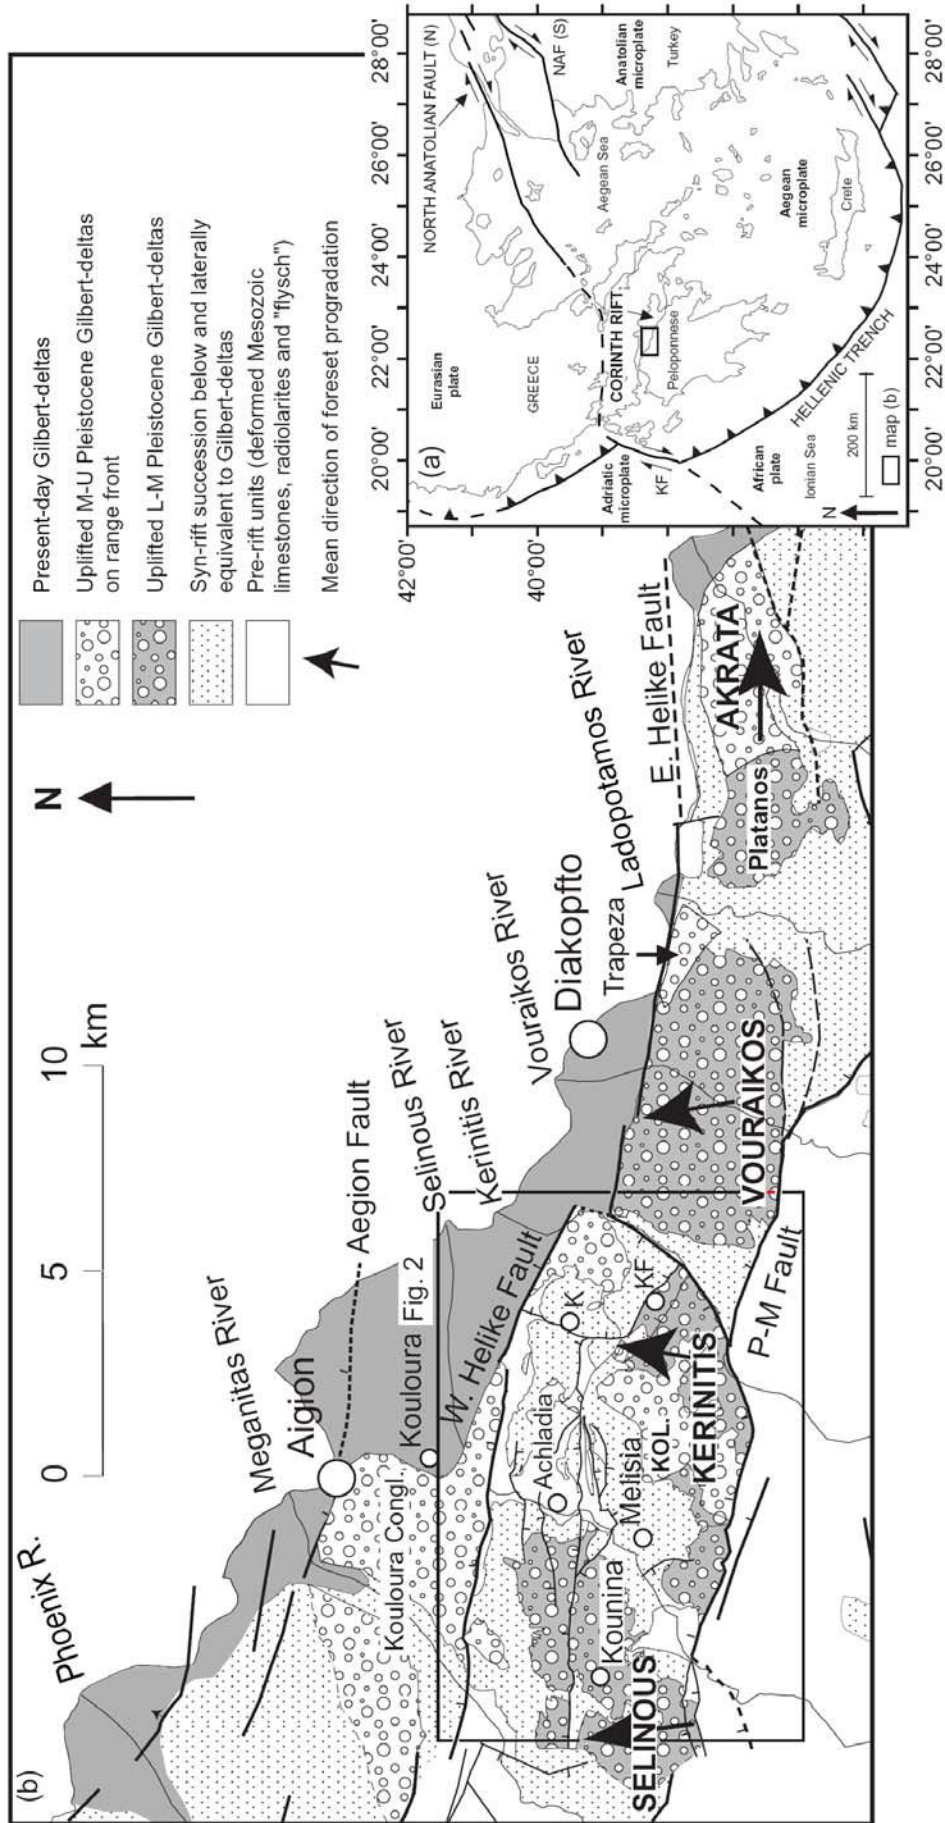 (b)
Phoenix R.
Meganitas River
Aigion
Aegion Fault
Selinous River
Kerinitis River
Vouraikos River
Diakopfto
Trapeza
Ladopotamos River
E. Helike Fault
Kouloura
Fig. 2
Kouloura Congl.
W. Helike Fault
Achladia
K
KF
Melisia
KOL.
Kounina
SELINOUS
KERINITIS
P-M Fault
VOURAIKOS
Platanos
AKRATA
0 5 10
km
N
Present-day Gilbert-deltas
Uplifted M-U Pleistocene Gilbert-deltas
on range front
Uplifted L-M Pleistocene Gilbert-deltas
Syn-rift succession below and laterally
equivalent to Gilbert-deltas
Pre-rift units (deformed Mesozoic
limestones, radiolarites and "flysch")
Mean direction of foreset progradation
(a)
42°00'
40°00'
20°00' 22°00' 24°00' 26°00' 28°00'
NORTH ANATOLIAN FAULT (N)
NAF (S)
Eurasian
plate
GREECE
Aegean Sea
Anatolian
microplate
Turkey
Adriatic
microplate
KF
CORINTH RIFT
Peloponnese
Aegean
microplate
Crete
African
plate
Ionian Sea
HELLENIC TRENCH
N
200 km
map (b)